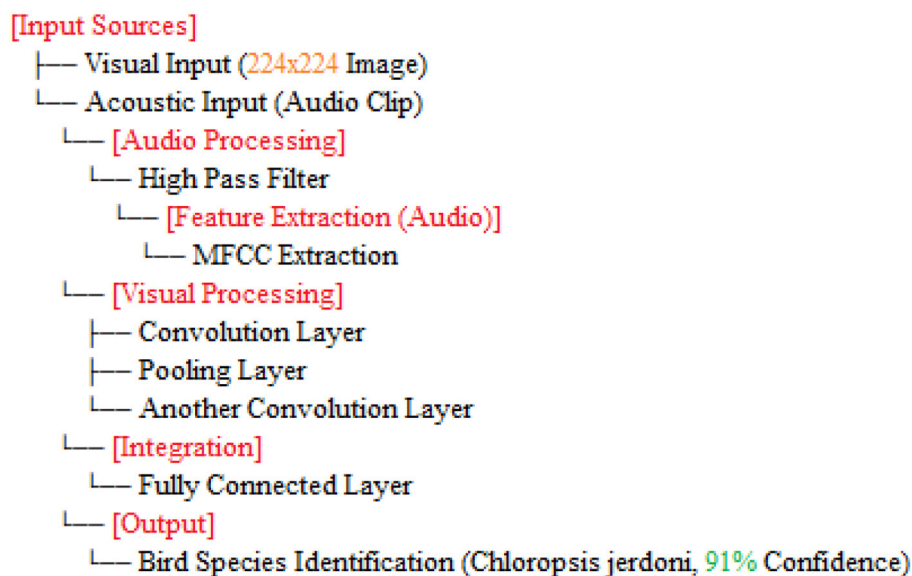 [Input Sources]
├── Visual Input (224x224 Image)
└── Acoustic Input (Audio Clip)
└── [Audio Processing]
└── High Pass Filter
└── [Feature Extraction (Audio)]
└── MFCC Extraction
└── [Visual Processing]
├── Convolution Layer
├── Pooling Layer
└── Another Convolution Layer
└── [Integration]
└── Fully Connected Layer
└── [Output]
└── Bird Species Identification (Chloropsis jerdoni, 91% Confidence)